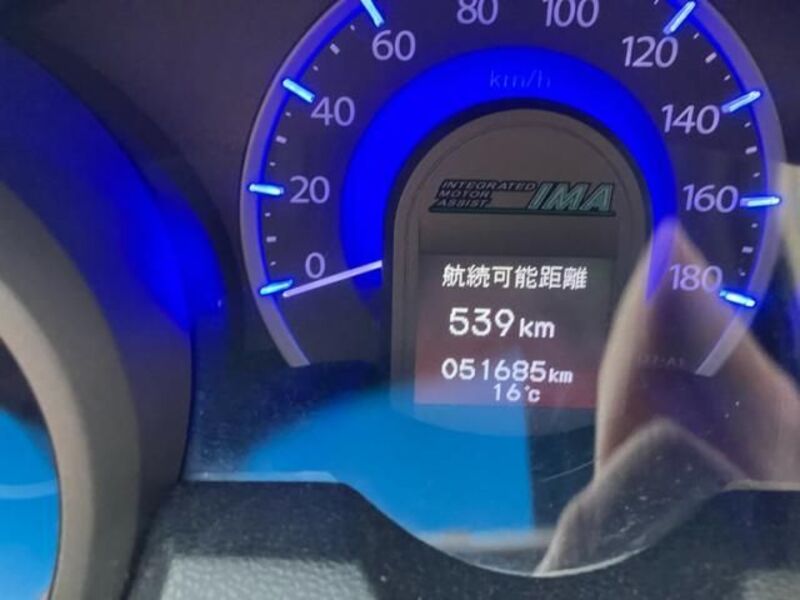 80 100
60 120
km/h
40 140
INTEGRATED
MOTOR
ASSIST IMA
20 160
0 180
航続可能距離
539km
051685km
16℃